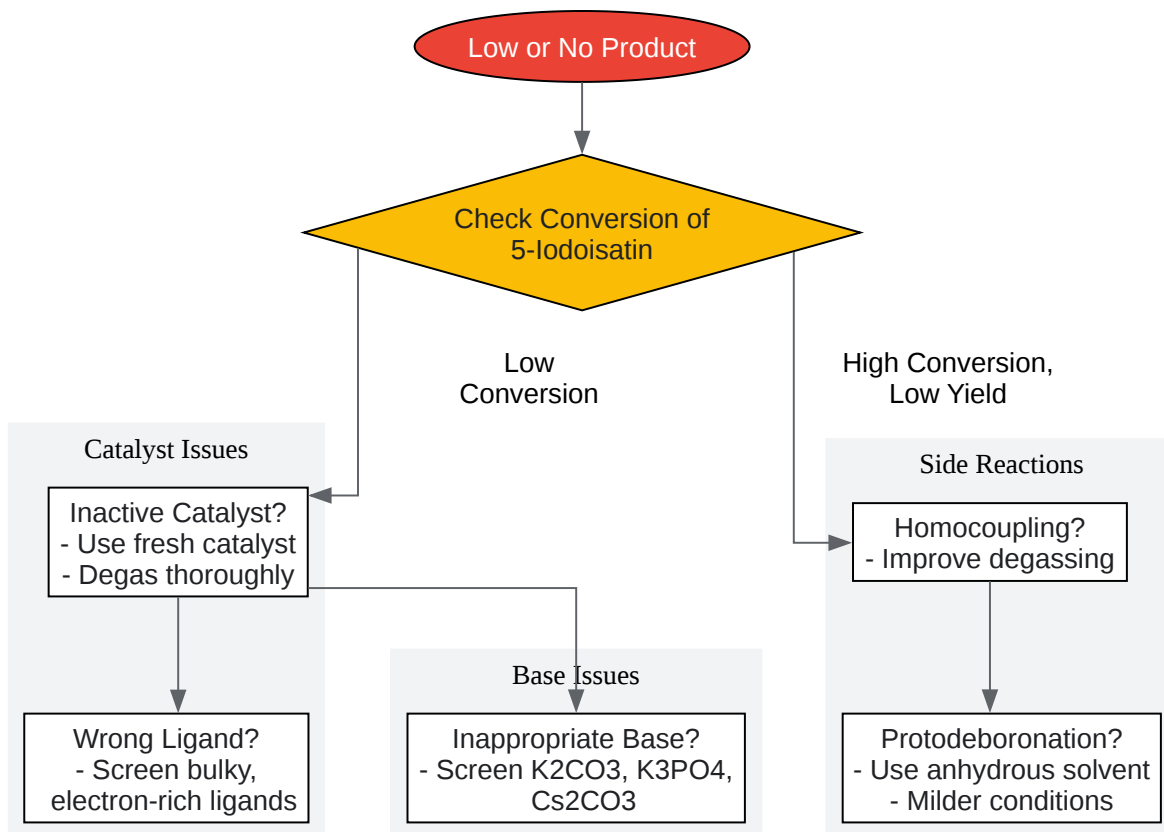 Low or No Product
Check Conversion of
5-Iodoisatin
Low
Conversion
High Conversion,
Low Yield
Catalyst Issues
Inactive Catalyst?
- Use fresh catalyst
- Degas thoroughly
Wrong Ligand?
- Screen bulky,
electron-rich ligands
Base Issues
Inappropriate Base?
- Screen K2CO3, K3PO4,
Cs2CO3
Side Reactions
Homocoupling?
- Improve degassing
Protodeboronation?
- Use anhydrous solvent
- Milder conditions